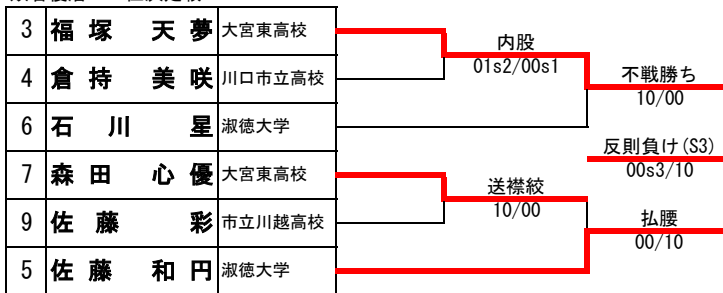 3 福塚 天夢 大宮東高校
4 倉持 美咲 川口市立高校
6 石川 星 淑徳大学
7 森田 心優 大宮東高校
9 佐藤 彩 市立川越高校
5 佐藤 和円 淑徳大学
内股
01s2/00s1
不戦勝ち
10/00
反則負け(S3)
00s3/10
送襟絞
10/00
払腰
00/10